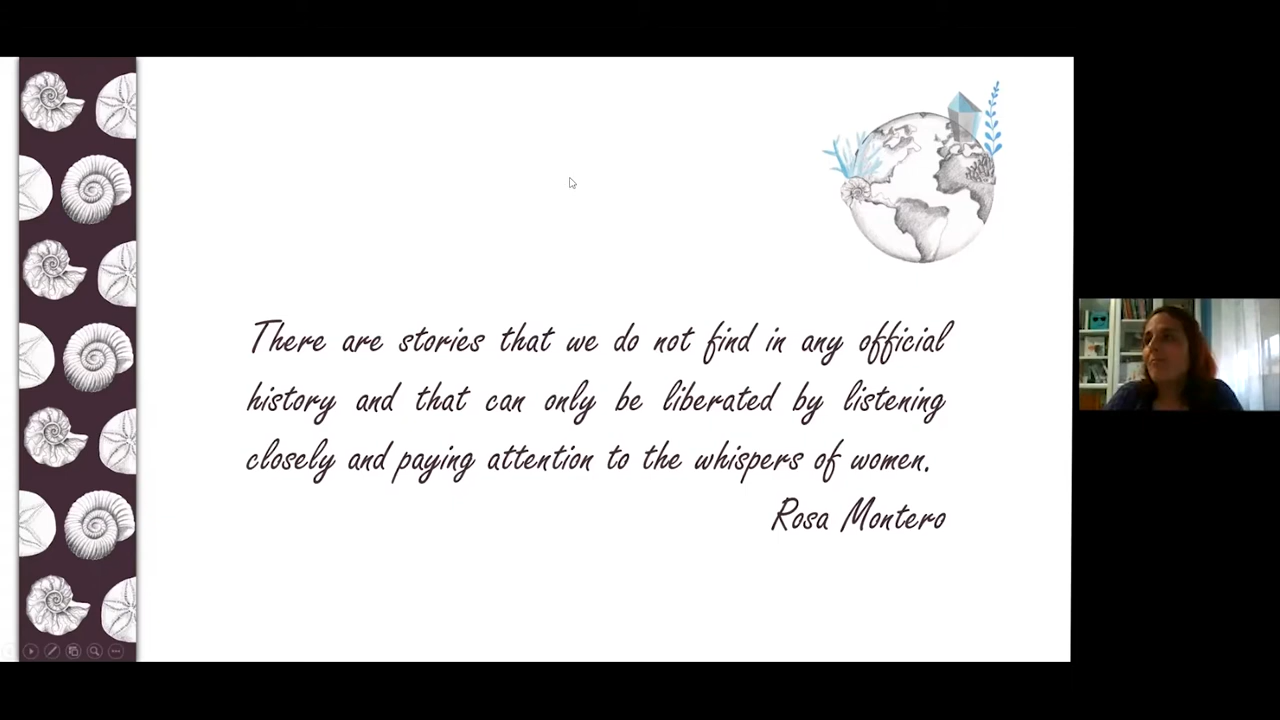 There are stories that we do not find in any official
history and that can only be liberated by listening
closely and paying attention to the whispers of women.
Rosa Montero